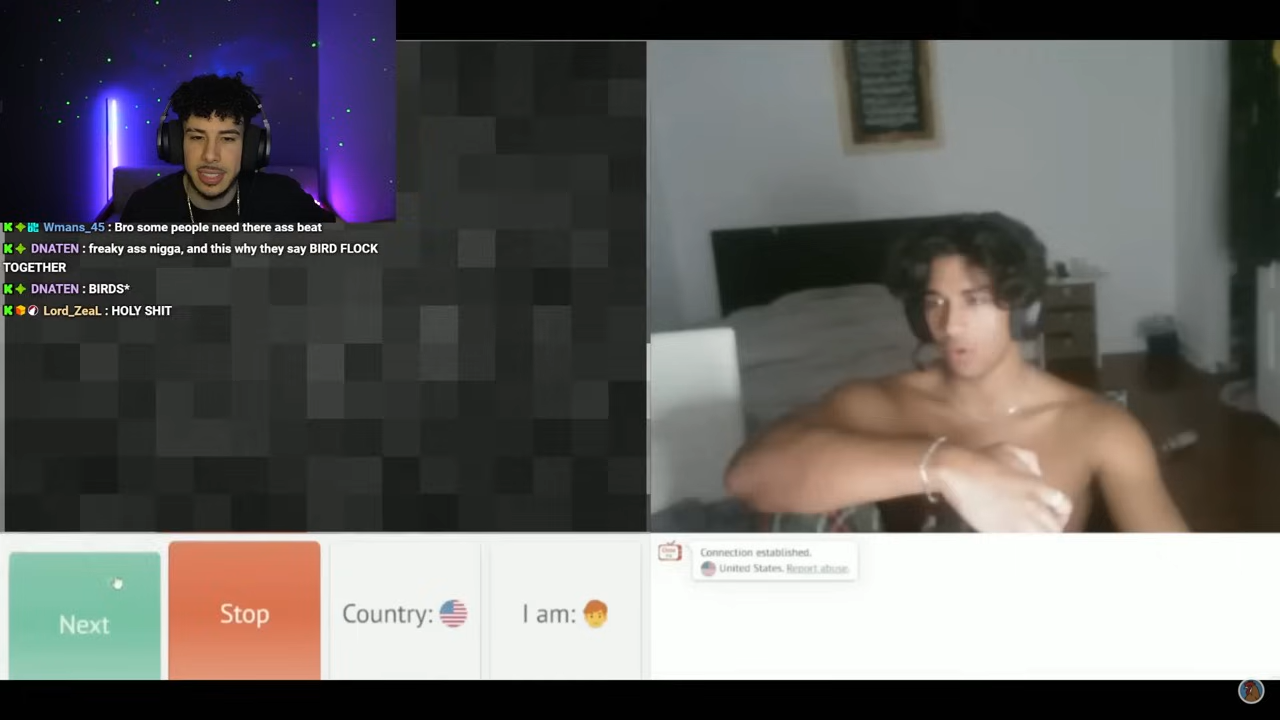 Wmans_45 : Bro some people need there ass beat
DNATEN : freaky ass nigga, and this why they say BIRD FLOCK
TOGETHER
DNATEN : BIRDS*
Lord_ZeaL : HOLY SHIT
Connection established.
United States. Report abuse.
Next
Stop
Country:
I am: